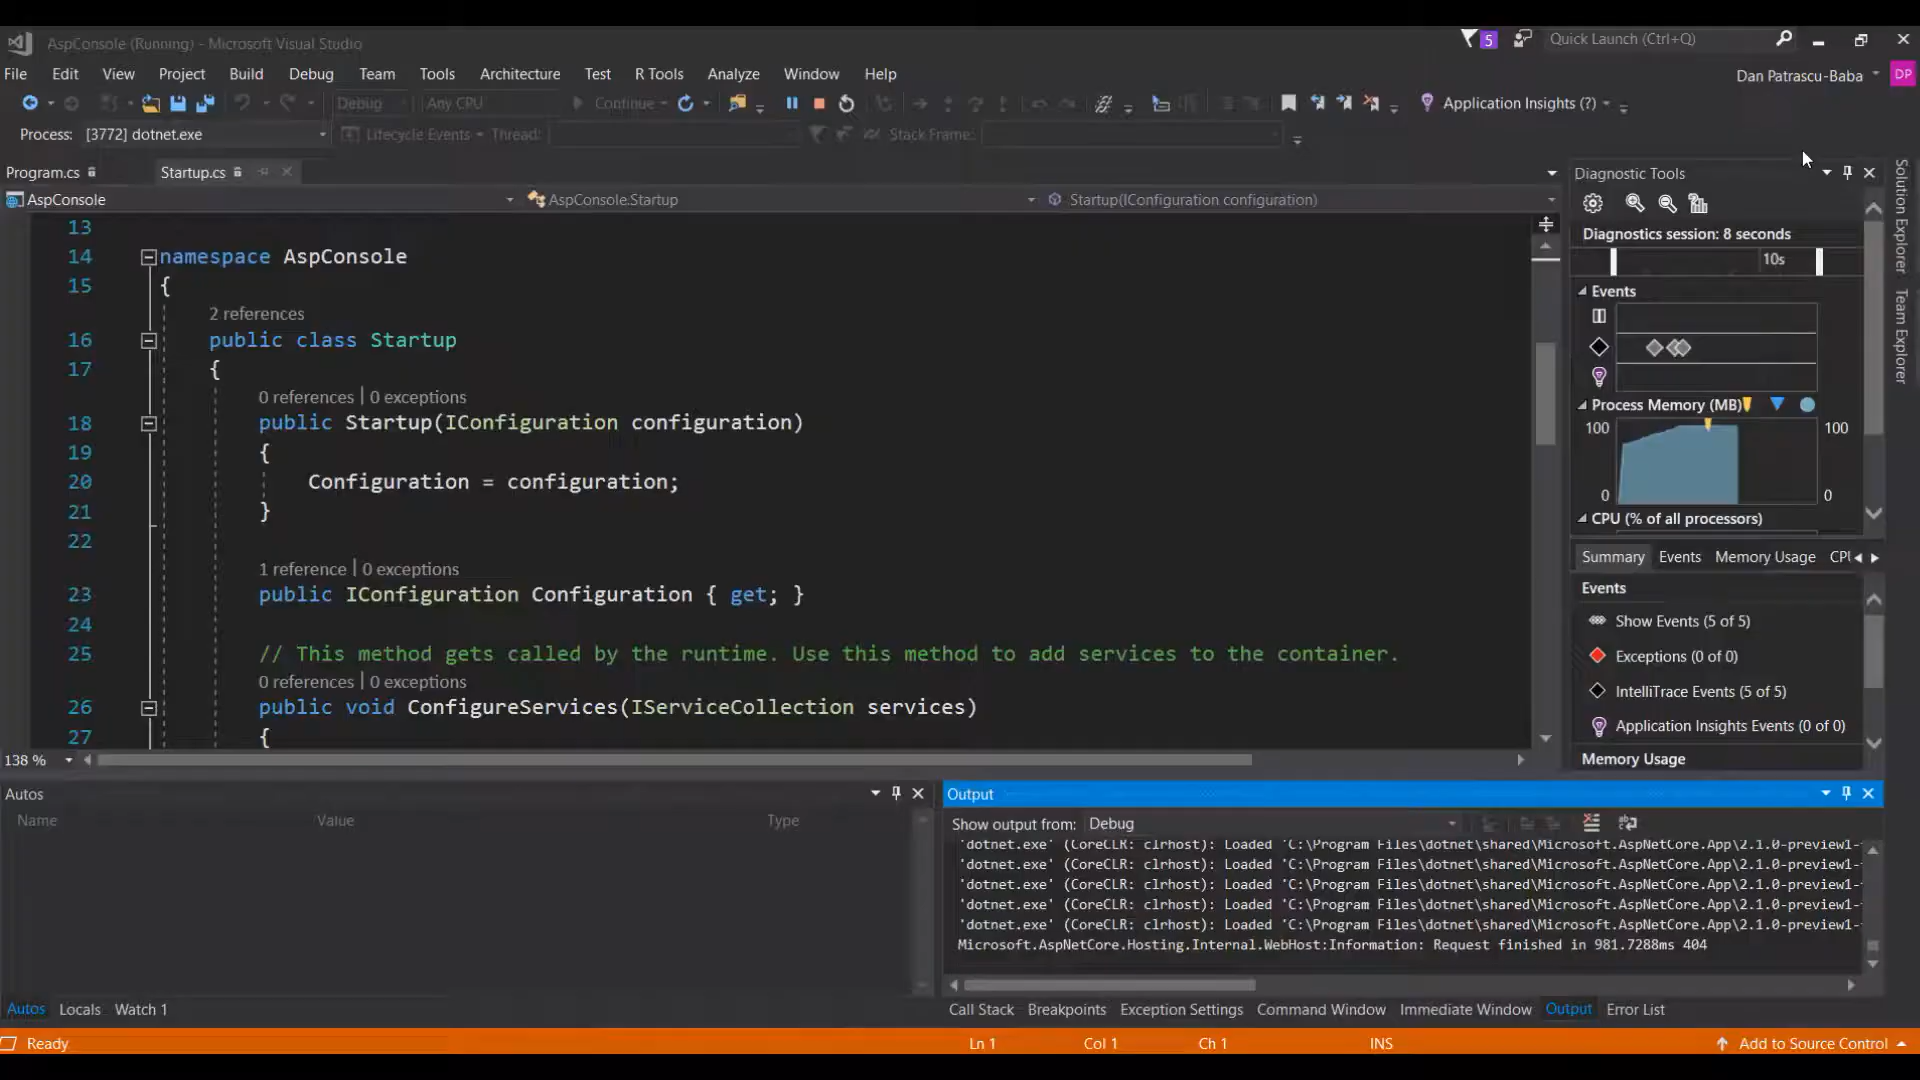 AspConsole (Running) - Microsoft Visual Studio
5
Quick Launch (Ctrl+Q)
File Edit View Project Build Debug Team Tools Architecture Test R Tools Analyze Window Help
Dan Patrascu-Baba
DP
Debug Any CPU Continue Application Insights (?)
Process: [3772] dotnet.exe Lifecycle Events Thread: Stack Frame:
Program.cs Startup.cs
AspConsole AspConsole.Startup Startup(IConfiguration configuration)
13
14 namespace AspConsole
15 {
2 references
16 public class Startup
17 {
0 references | 0 exceptions
18 public Startup(IConfiguration configuration)
19 {
20 Configuration = configuration;
21 }
22
1 reference | 0 exceptions
23 public IConfiguration Configuration { get; }
24
25 // This method gets called by the runtime. Use this method to add services to the container.
0 references | 0 exceptions
26 public void ConfigureServices(IServiceCollection services)
27 {
138 %
Diagnostic Tools
Diagnostics session: 8 seconds
10s
Events
Process Memory (MB)
100 100
0 0
CPU (% of all processors)
Summary Events Memory Usage CPU
Events
Show Events (5 of 5)
Exceptions (0 of 0)
IntelliTrace Events (5 of 5)
Application Insights Events (0 of 0)
Memory Usage
Solution Explorer
Team Explorer
Autos
Name Value Type
Autos Locals Watch 1
Output
Show output from: Debug
'dotnet.exe' (CoreCLR: clrhost): Loaded 'C:\Program Files\dotnet\shared\Microsoft.AspNetCore.App\2.1.0-preview1-
'dotnet.exe' (CoreCLR: clrhost): Loaded 'C:\Program Files\dotnet\shared\Microsoft.AspNetCore.App\2.1.0-preview1-
'dotnet.exe' (CoreCLR: clrhost): Loaded 'C:\Program Files\dotnet\shared\Microsoft.AspNetCore.App\2.1.0-preview1-
'dotnet.exe' (CoreCLR: clrhost): Loaded 'C:\Program Files\dotnet\shared\Microsoft.AspNetCore.App\2.1.0-preview1-
'dotnet.exe' (CoreCLR: clrhost): Loaded 'C:\Program Files\dotnet\shared\Microsoft.AspNetCore.App\2.1.0-preview1-
Microsoft.AspNetCore.Hosting.Internal.WebHost:Information: Request finished in 981.7288ms 404
Call Stack Breakpoints Exception Settings Command Window Immediate Window Output Error List
Ready Ln 1 Col 1 Ch 1 INS Add to Source Control